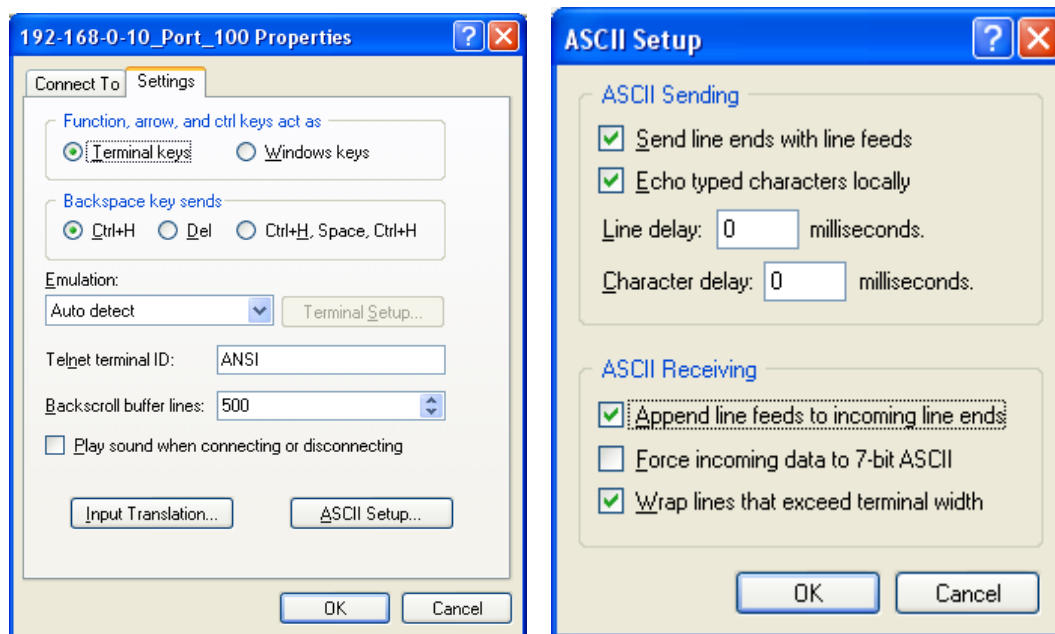 192-168-0-10_Port_100 Properties
Connect To Settings
Function, arrow, and ctrl keys act as
Terminal keys Windows keys
Backspace key sends
Ctrl+H Del Ctrl+H, Space, Ctrl+H
Emulation:
Auto detect Terminal Setup...
Telnet terminal ID: ANSI
Backscroll buffer lines: 500
Play sound when connecting or disconnecting
Input Translation... ASCII Setup...
OK Cancel
ASCII Setup
ASCII Sending
Send line ends with line feeds
Echo typed characters locally
Line delay: 0 milliseconds.
Character delay: 0 milliseconds.
ASCII Receiving
Append line feeds to incoming line ends
Force incoming data to 7-bit ASCII
Wrap lines that exceed terminal width
OK Cancel